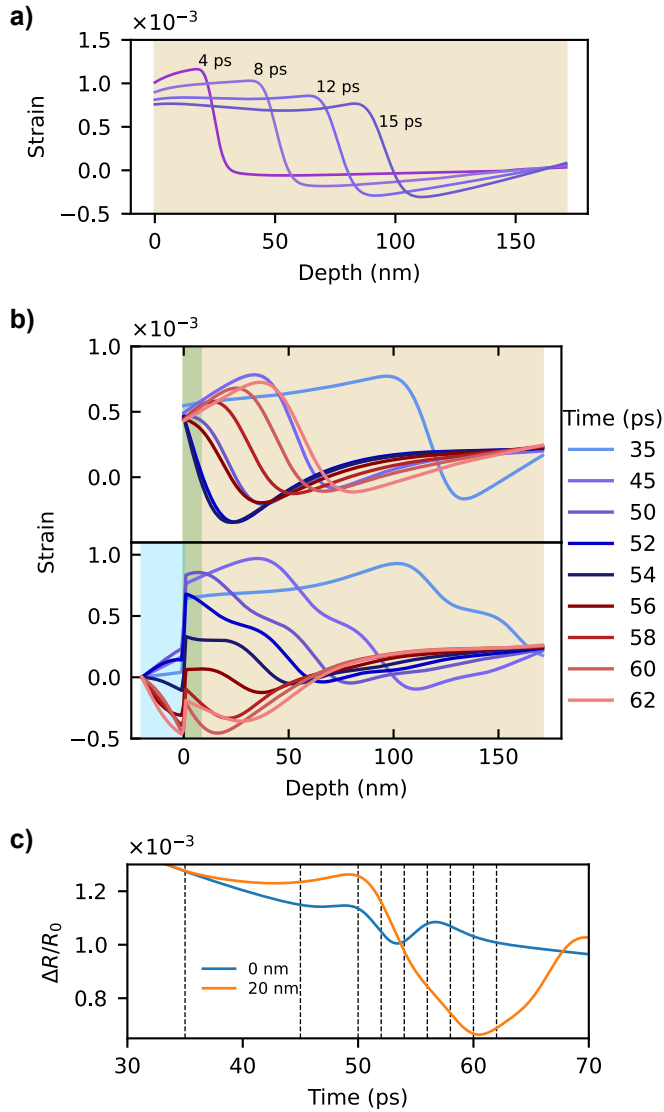 a)
×10⁻³
1.5
1.0
0.5
0.0
−0.5
Strain
4 ps
8 ps
12 ps
15 ps
0
50
100
150
Depth (nm)
b)
×10⁻³
1.0
0.5
0.0
1.0
0.5
0.0
−0.5
Strain
0
50
100
150
Depth (nm)
Time (ps)
35
45
50
52
54
56
58
60
62
c)
×10⁻³
1.2
1.0
0.8
ΔR/R₀
0 nm
20 nm
30
40
50
60
70
Time (ps)